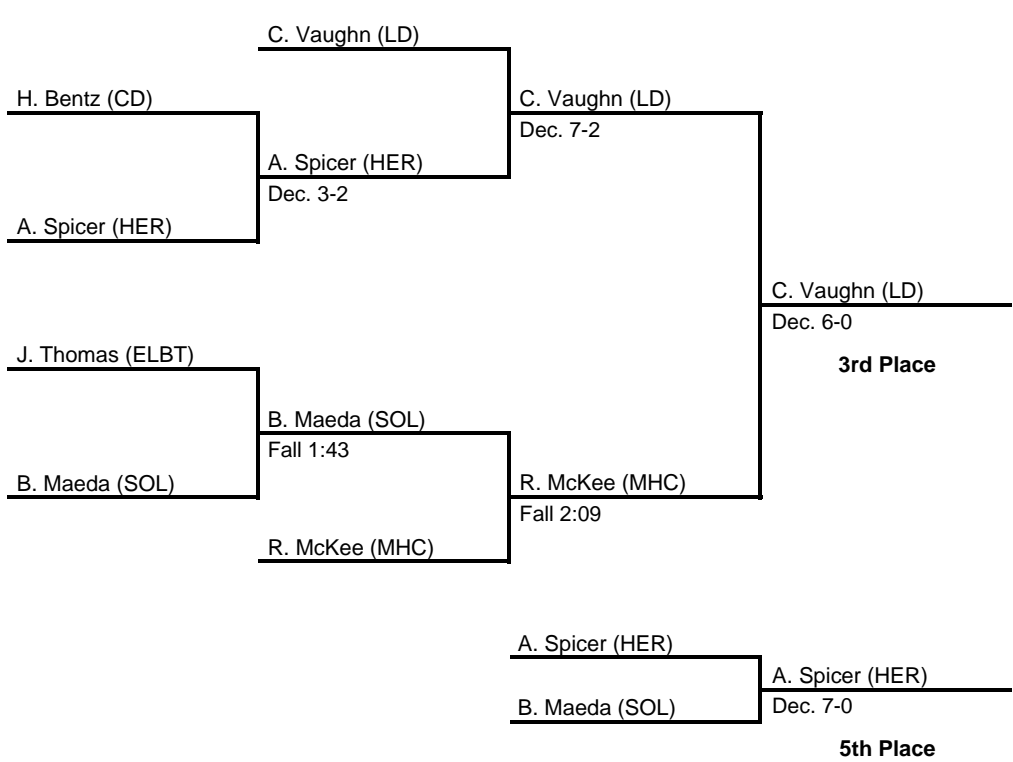 C. Vaughn (LD)
H. Bentz (CD)
C. Vaughn (LD)
Dec. 7-2
A. Spicer (HER)
Dec. 3-2
A. Spicer (HER)
C. Vaughn (LD)
Dec. 6-0
3rd Place
J. Thomas (ELBT)
B. Maeda (SOL)
Fall 1:43
B. Maeda (SOL)
R. McKee (MHC)
Fall 2:09
R. McKee (MHC)
A. Spicer (HER)
A. Spicer (HER)
Dec. 7-0
B. Maeda (SOL)
5th Place